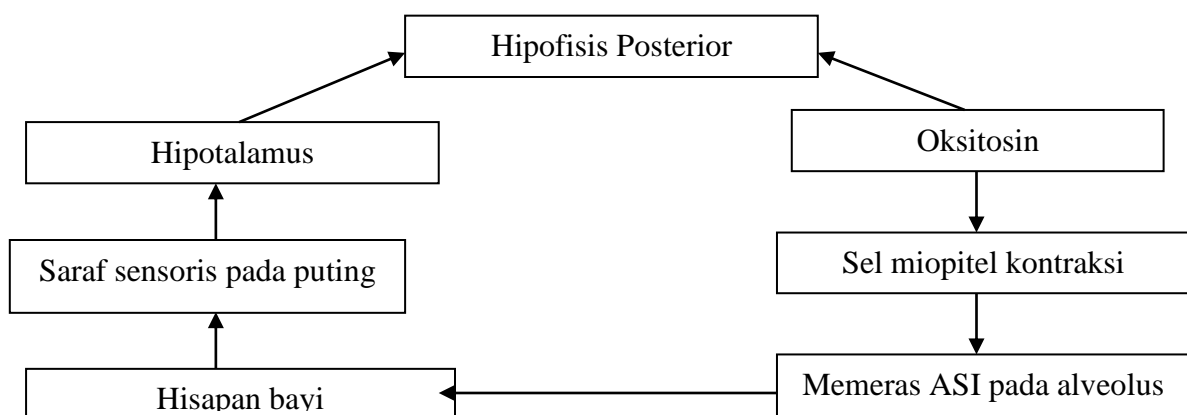 Hipofisis Posterior
Hipotalamus
Oksitosin
Saraf sensoris pada puting
Sel miopitel kontraksi
Hisapan bayi
Memeras ASI pada alveolus